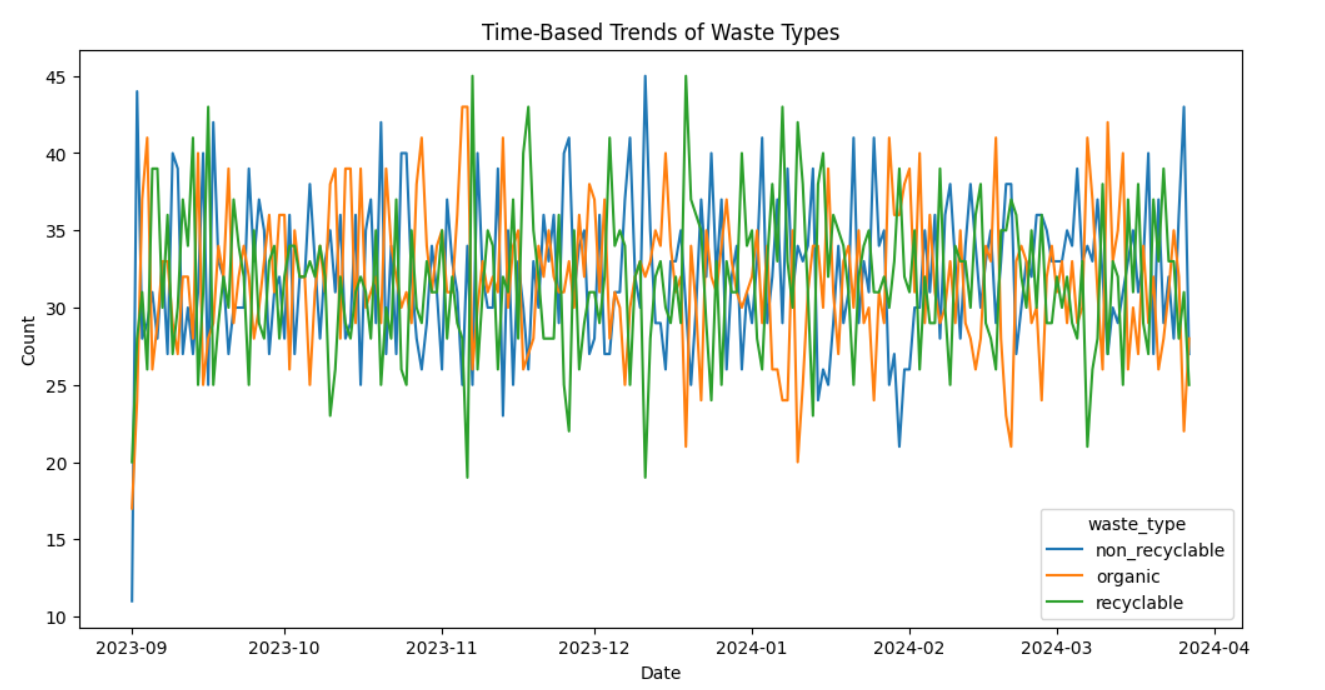 Time-Based Trends of Waste Types
Count
45
40
35
30
25
20
15
10
waste_type
non_recyclable
organic
recyclable
2023-09 2023-10 2023-11 2023-12 2024-01 2024-02 2024-03 2024-04
Date